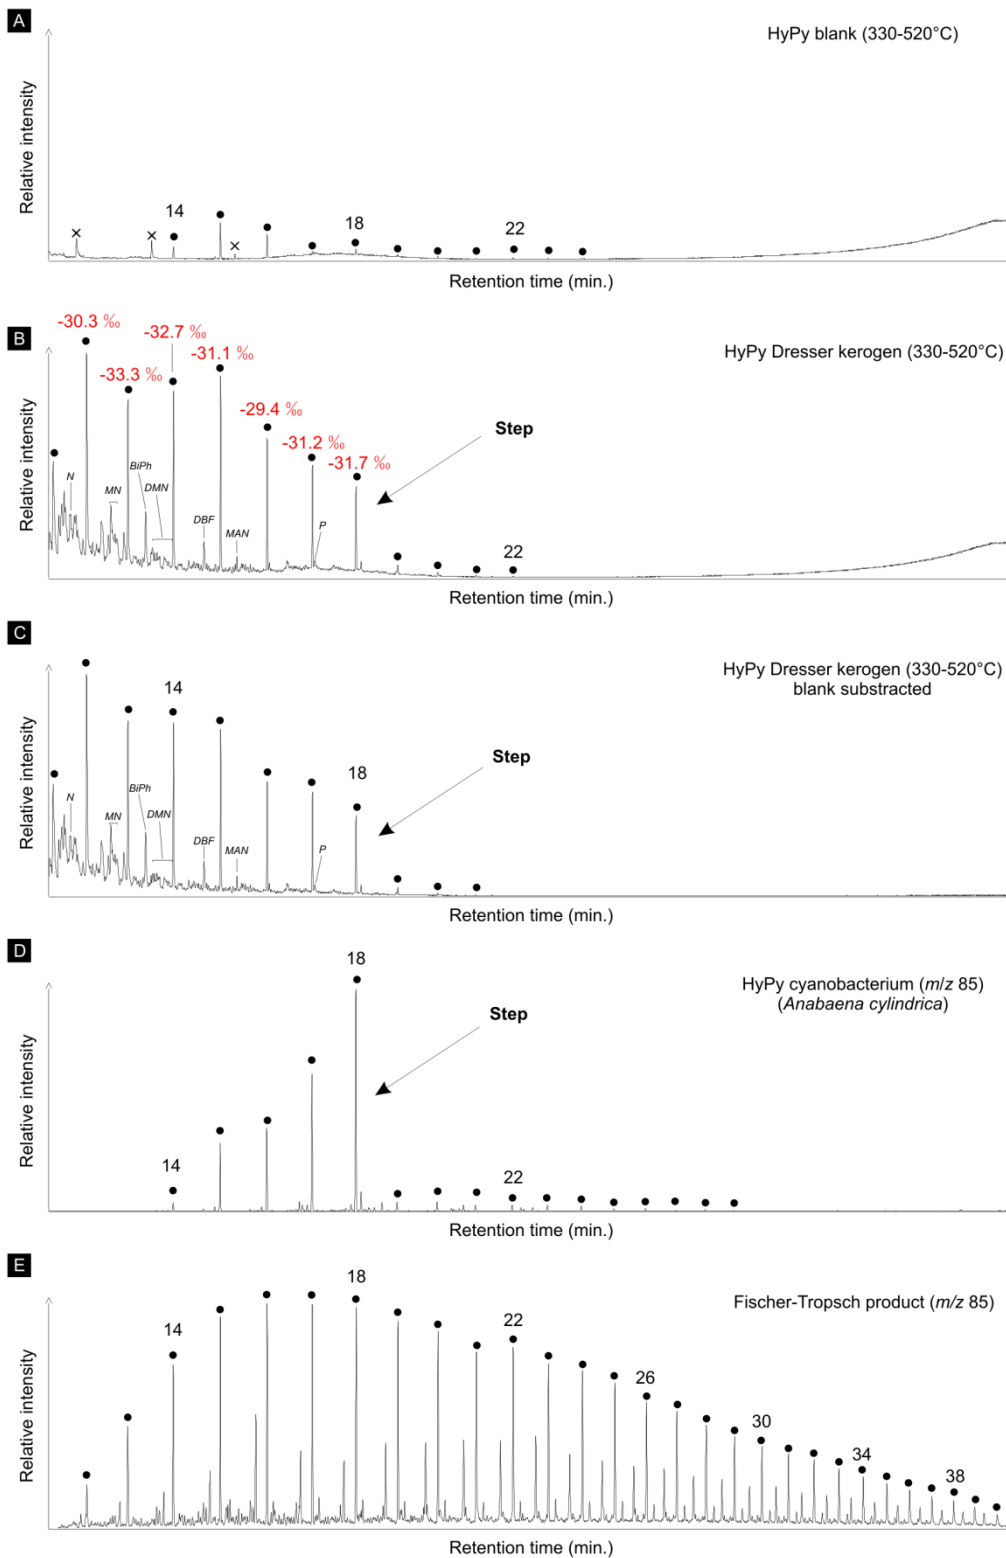 A
HyPy blank (330-520°C)
Relative intensity
14
18
22
Retention time (min.)
B
HyPy Dresser kerogen (330-520°C)
-30.3 ‰
-32.7 ‰
-33.3 ‰
-31.1 ‰
-29.4 ‰
-31.2 ‰
-31.7 ‰
Step
N
MN
BiPh
DMN
DBF
MAN
P
22
Relative intensity
Retention time (min.)
C
HyPy Dresser kerogen (330-520°C)
blank substracted
14
18
Step
N
MN
BiPh
DMN
DBF
MAN
P
Relative intensity
Retention time (min.)
D
HyPy cyanobacterium (m/z 85)
(Anabaena cylindrica)
18
Step
14
22
Relative intensity
Retention time (min.)
E
Fischer-Tropsch product (m/z 85)
14
18
22
26
30
34
38
Relative intensity
Retention time (min.)